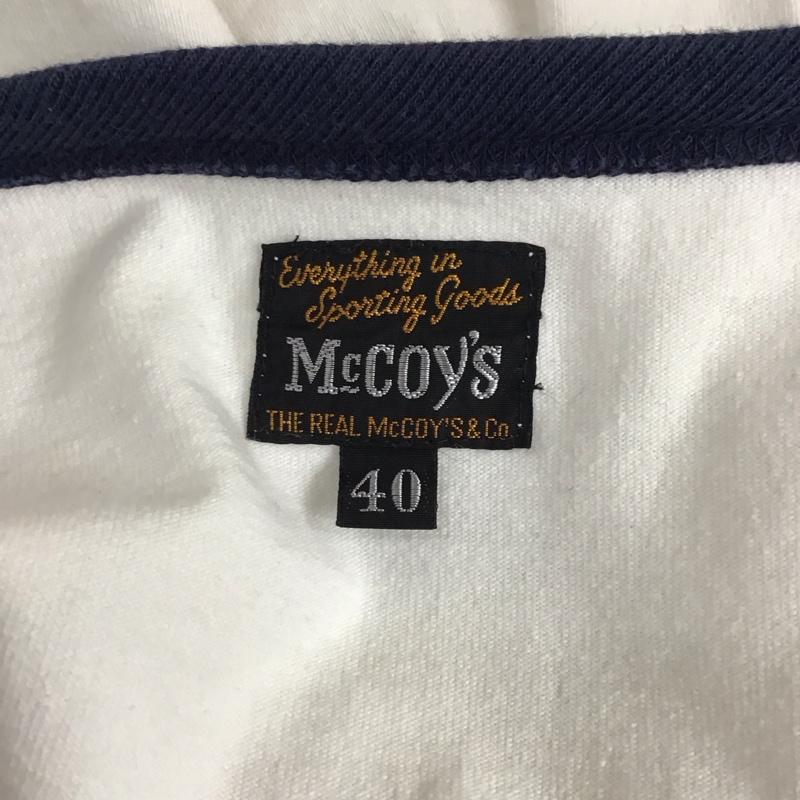 Everything in
Sporting Goods
McCOY'S
THE REAL McCOY'S & Co
40